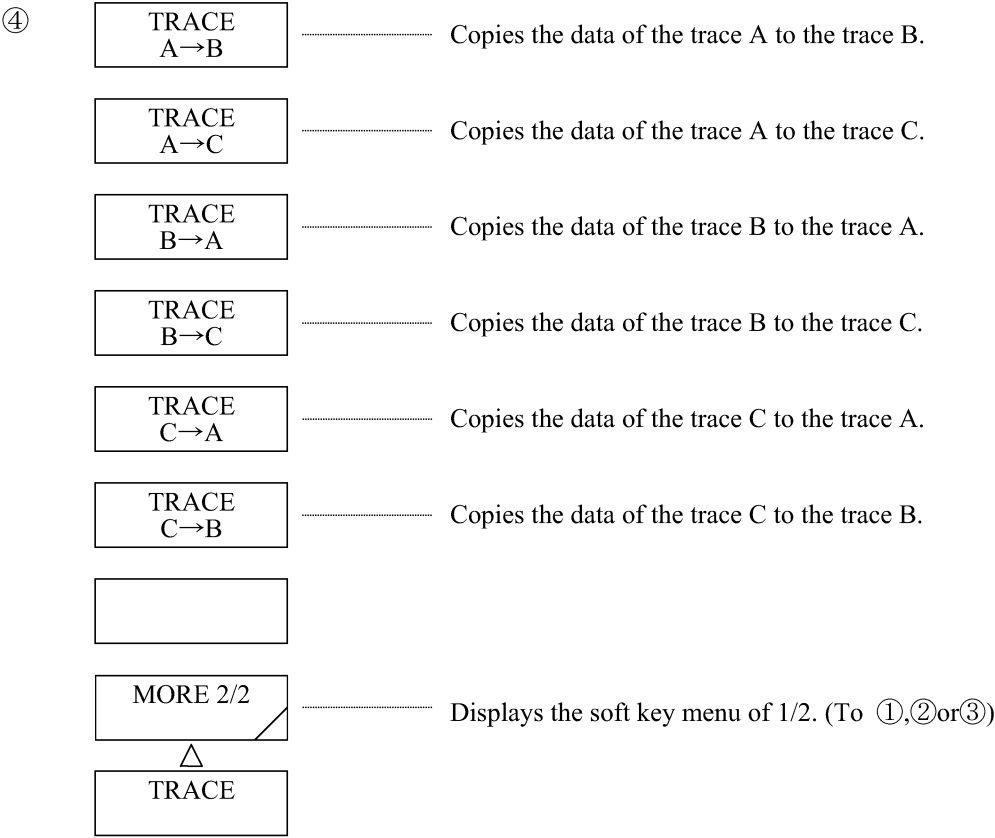 ④
TRACE
A→B
Copies the data of the trace A to the trace B.
TRACE
A→C
Copies the data of the trace A to the trace C.
TRACE
B→A
Copies the data of the trace B to the trace A.
TRACE
B→C
Copies the data of the trace B to the trace C.
TRACE
C→A
Copies the data of the trace C to the trace A.
TRACE
C→B
Copies the data of the trace C to the trace B.
MORE 2/2
Displays the soft key menu of 1/2. (To ①,②or③)
TRACE